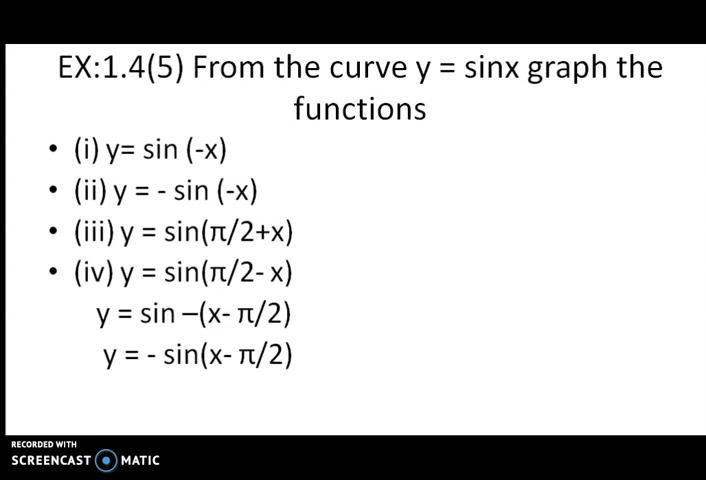 EX:1.4(5) From the curve y = sinx graph the
functions
• (i) y= sin (-x)
• (ii) y = - sin (-x)
• (iii) y = sin(π/2+x)
• (iv) y = sin(π/2- x)
y = sin –(x- π/2)
y = - sin(x- π/2)
RECORDED WITH
SCREENCAST MATIC